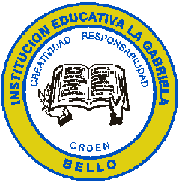 INSTITUCION EDUCATIVA LA GABRIELA
CREATIVIDAD RESPONSABILIDAD
ORDEN
BELLO